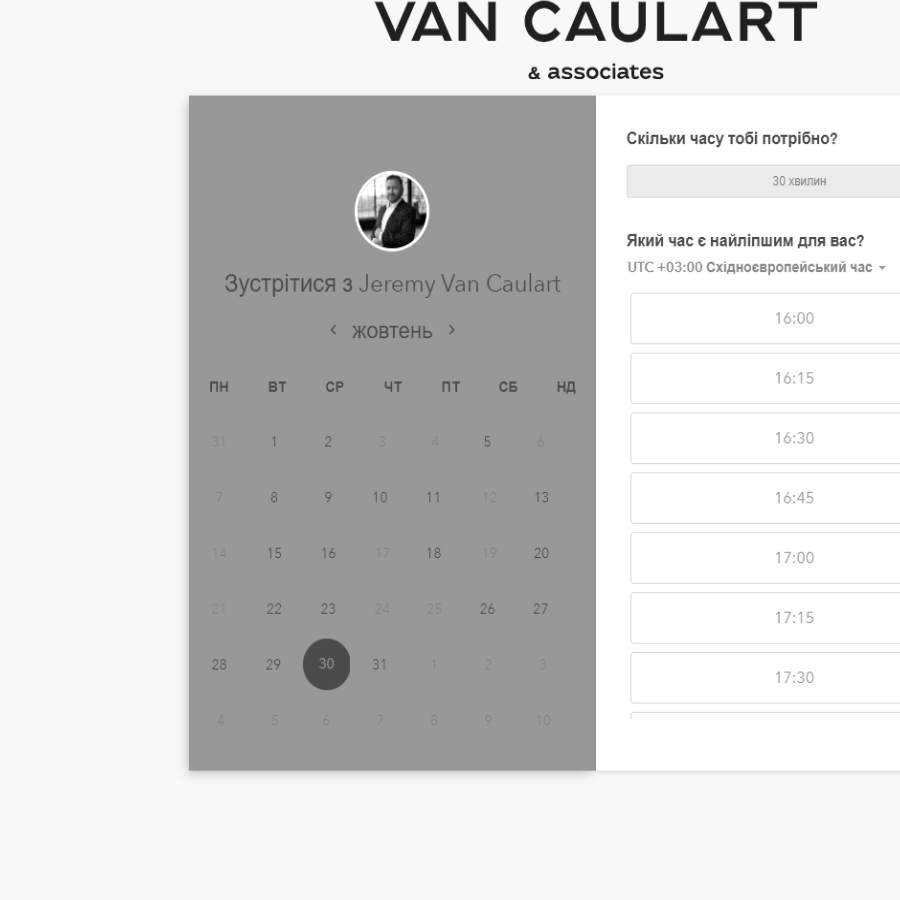 VAN CAULART
& associates
Зустрітися з Jeremy Van Caulart
жовтень
ПН ВТ СР ЧТ ПТ СБ НД
31 1 2 3 4 5 6
7 8 9 10 11 12 13
14 15 16 17 18 19 20
21 22 23 24 25 26 27
28 29 30 31 1 2 3
4 5 6 7 8 9 10
Скільки часу тобі потрібно?
30 хвилин
Який час є найліпшим для вас?
UTC +03:00 Східноєвропейський час
16:00
16:15
16:30
16:45
17:00
17:15
17:30